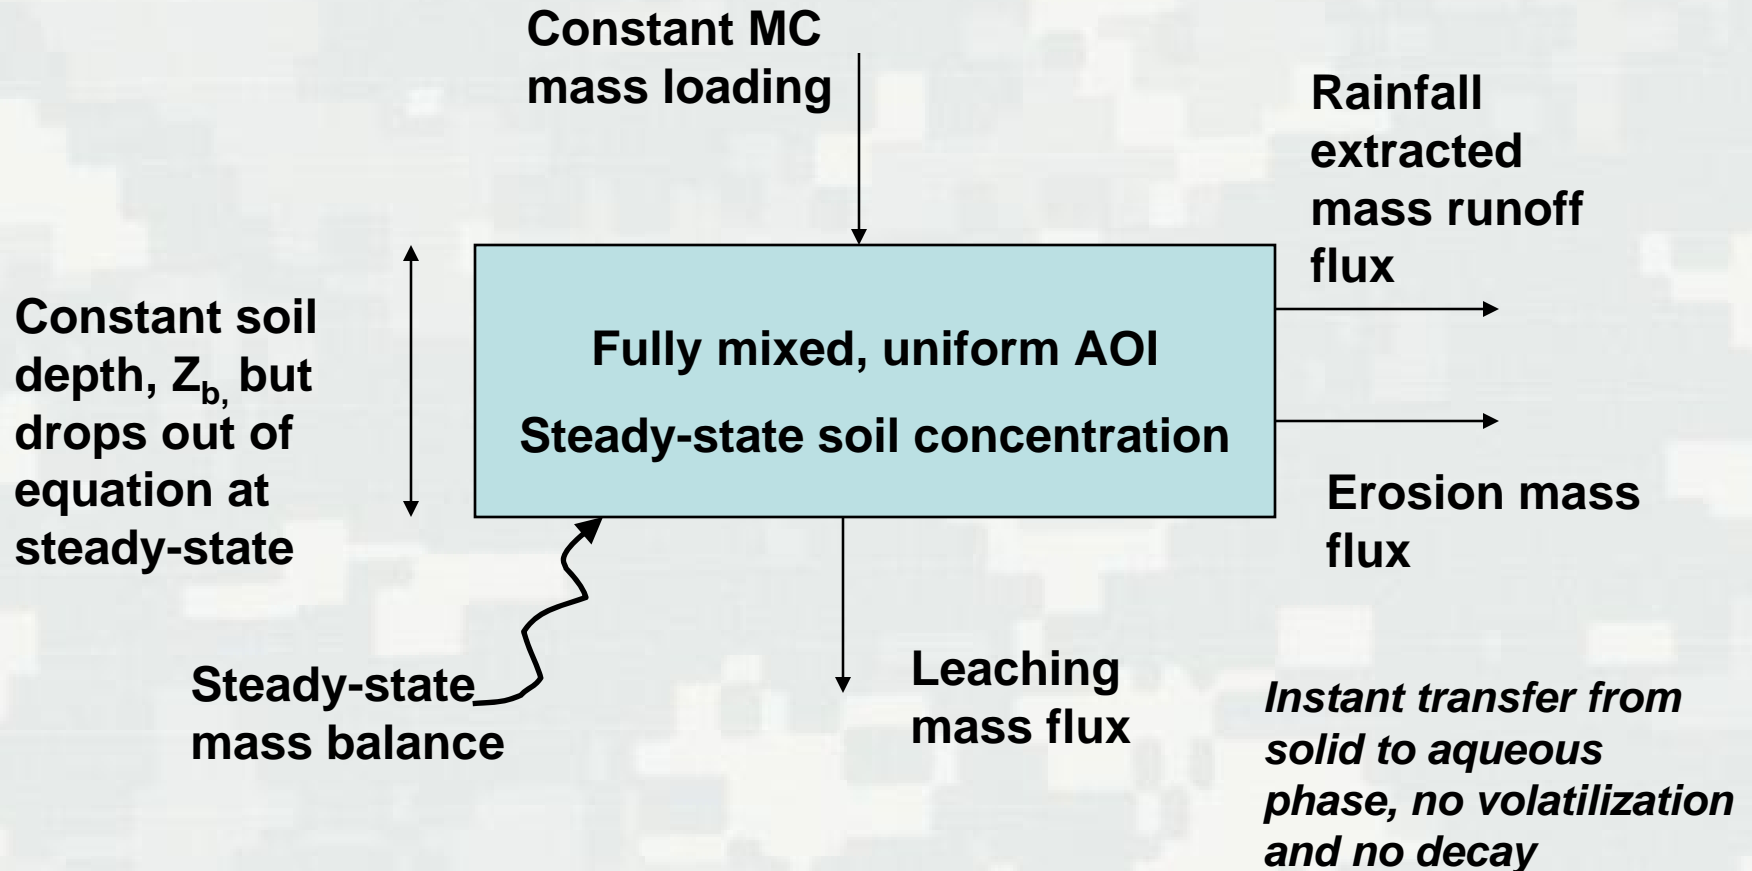 Constant MC
mass loading
Rainfall
extracted
mass runoff
flux
Constant soil
depth, Z_b, but
drops out of
equation at
steady-state
Fully mixed, uniform AOI
Steady-state soil concentration
Erosion mass
flux
Steady-state
mass balance
Leaching
mass flux
Instant transfer from
solid to aqueous
phase, no volatilization
and no decay